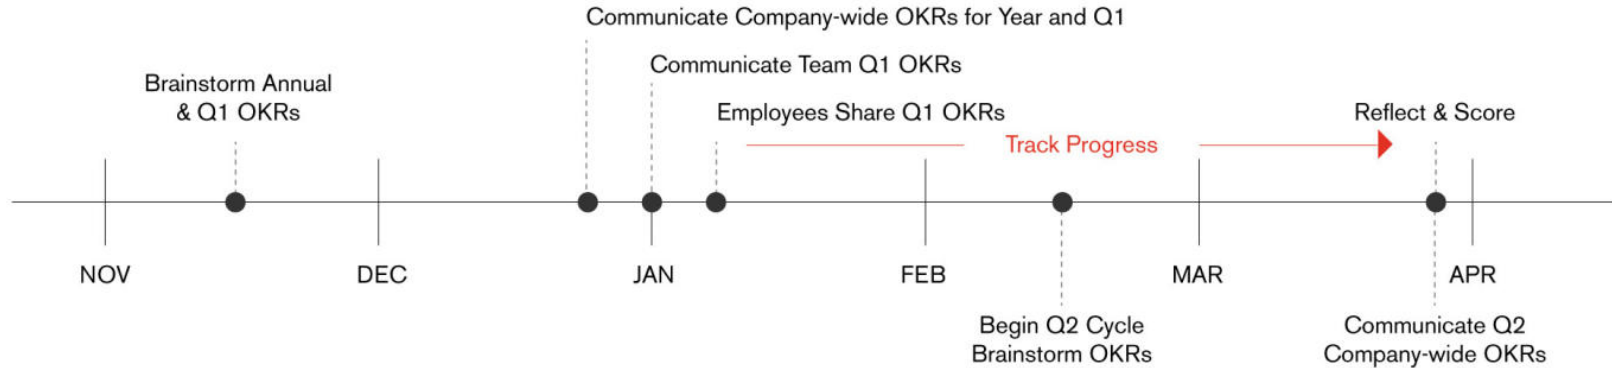 Communicate Company-wide OKRs for Year and Q1
Communicate Team Q1 OKRs
Brainstorm Annual
& Q1 OKRs
Employees Share Q1 OKRs
Reflect & Score
Track Progress
NOV
DEC
JAN
FEB
MAR
APR
Begin Q2 Cycle
Brainstorm OKRs
Communicate Q2
Company-wide OKRs